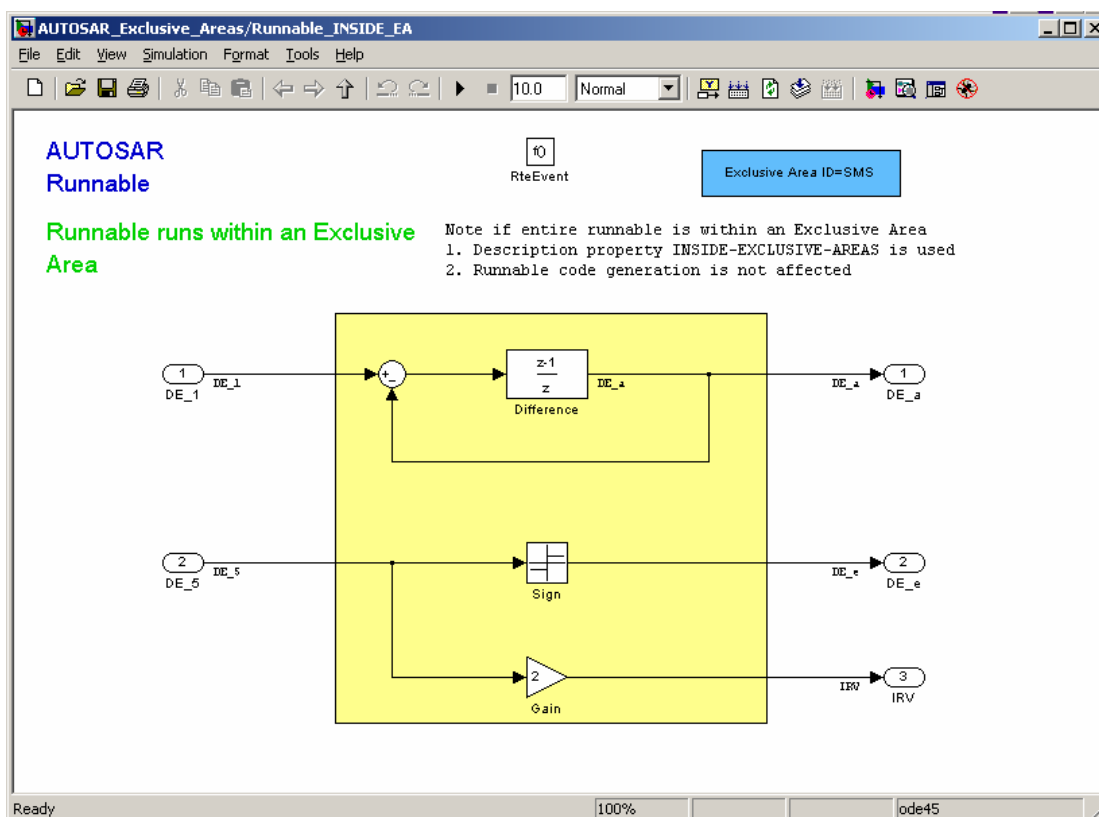 AUTOSAR_Exclusive_Areas/Runnable_INSIDE_EA
File Edit View Simulation Format Tools Help
10.0 Normal
AUTOSAR
Runnable
f()
RteEvent
Exclusive Area ID=SMS
Runnable runs within an Exclusive
Area
Note if entire runnable is within an Exclusive Area
1. Description property INSIDE-EXCLUSIVE-AREAS is used
2. Runnable code generation is not affected
1 DE_1 + - z-1 DE_a DE_a 1
z
DE_1 Difference DE_a
2 DE_5 DE_e 2
DE_5 Sign DE_e
2 IRV 3
Gain IRV
Ready 100% ode45